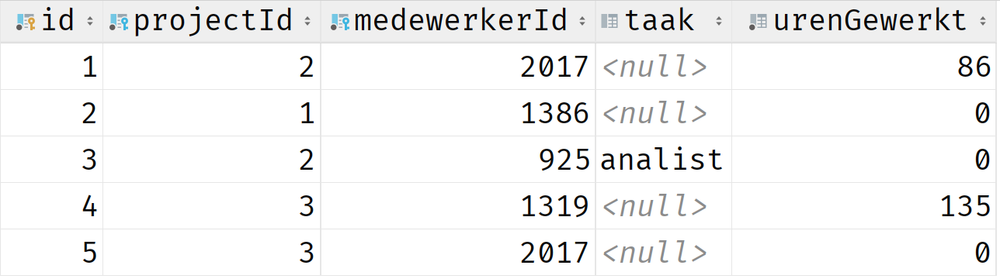 id projectId medewerkerId taak urenGewerkt
1 2 2017 <null> 86
2 1 1386 <null> 0
3 2 925 analist 0
4 3 1319 <null> 135
5 3 2017 <null> 0